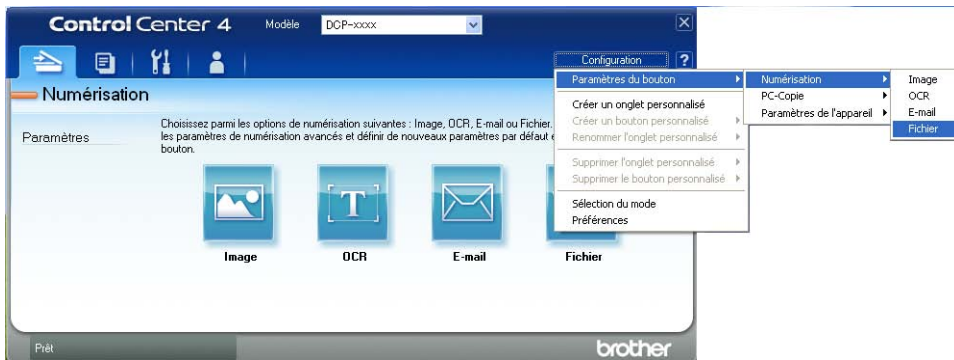 Control Center 4
Modèle
DCP-xxxx
Configuration
?
Numérisation
Paramètres
Choisissez parmi les options de numérisation suivantes : Image, OCR, E-mail ou Fichier.
les paramètres de numérisation avancés et définir de nouveaux paramètres par défaut
bouton.
Image
OCR
E-mail
Fichier
Paramètres du bouton
Créer un onglet personnalisé
Créer un bouton personnalisé
Renommer l'onglet personnalisé
Supprimer l'onglet personnalisé
Supprimer le bouton personnalisé
Sélection du mode
Préférences
Numérisation
PC-Copie
Paramètres de l'appareil
Image
OCR
E-mail
Fichier
Prêt
brother